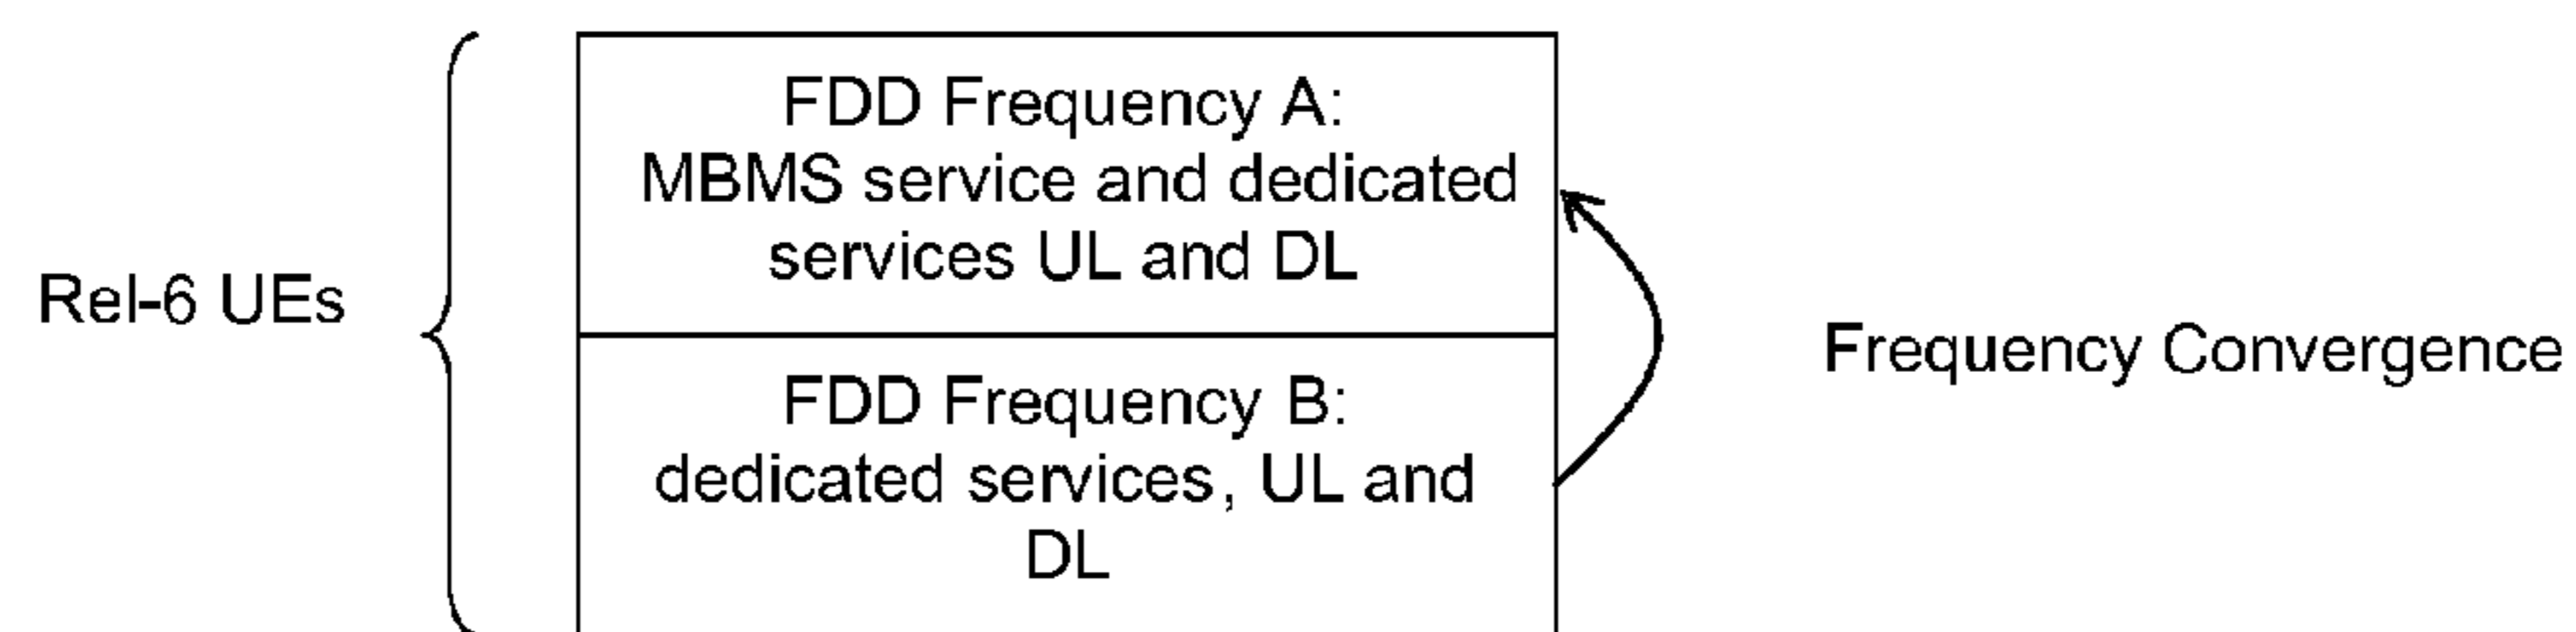 Rel-6 UEs
FDD Frequency A:
MBMS service and dedicated
services UL and DL
FDD Frequency B:
dedicated services, UL and
DL
Frequency Convergence